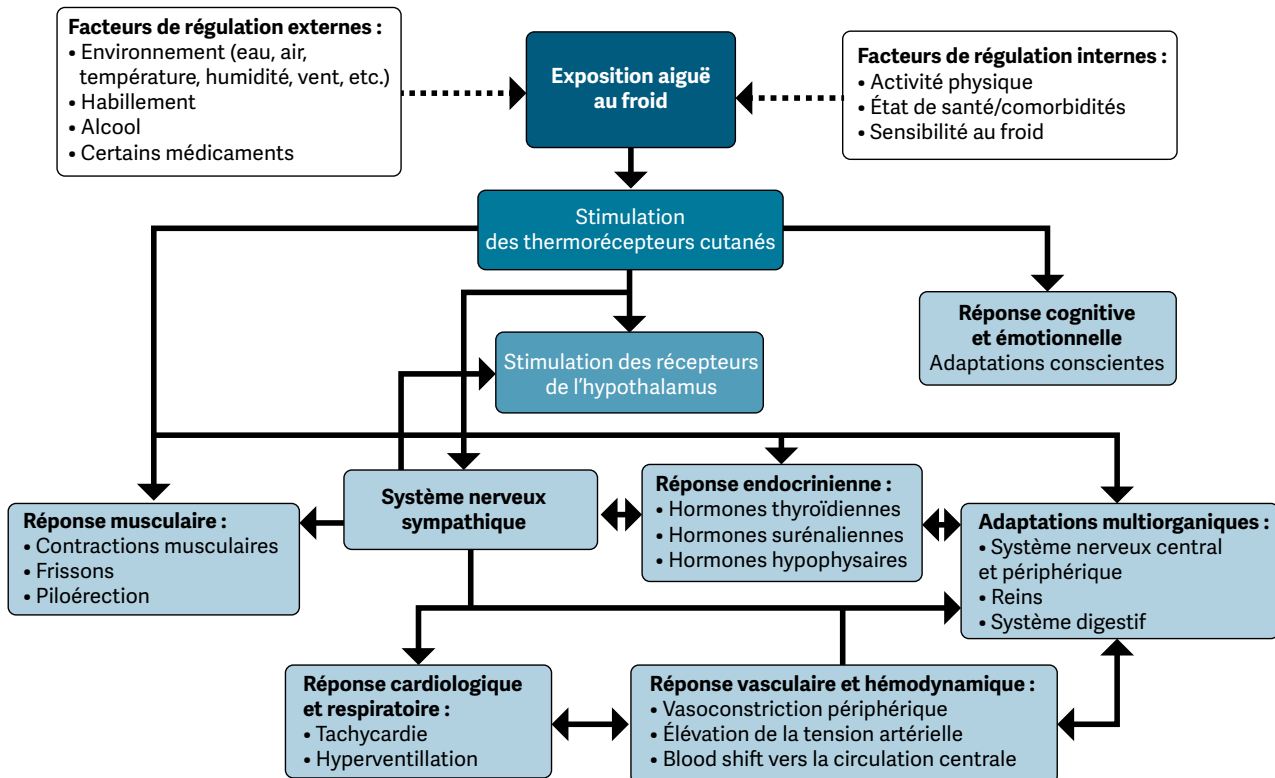 Facteurs de régulation externes :
• Environnement (eau, air,
température, humidité, vent, etc.)
• Habillement
• Alcool
• Certains médicaments
Exposition aiguë
au froid
Facteurs de régulation internes :
• Activité physique
• État de santé/comorbidités
• Sensibilité au froid
Stimulation
des thermorécepteurs cutanés
Réponse cognitive
et émotionnelle
Adaptations conscientes
Stimulation des récepteurs
de l’hypothalamus
Réponse musculaire :
• Contractions musculaires
• Frissons
• Piloérection
Système nerveux
sympathique
Réponse endocrinienne :
• Hormones thyroïdiennes
• Hormones surénaliennes
• Hormones hypophysaires
Adaptations multiorganiques :
• Système nerveux central
et périphérique
• Reins
• Système digestif
Réponse cardiologique
et respiratoire :
• Tachycardie
• Hyperventillation
Réponse vasculaire et hémodynamique :
• Vasoconstriction périphérique
• Élévation de la tension artérielle
• Blood shift vers la circulation centrale